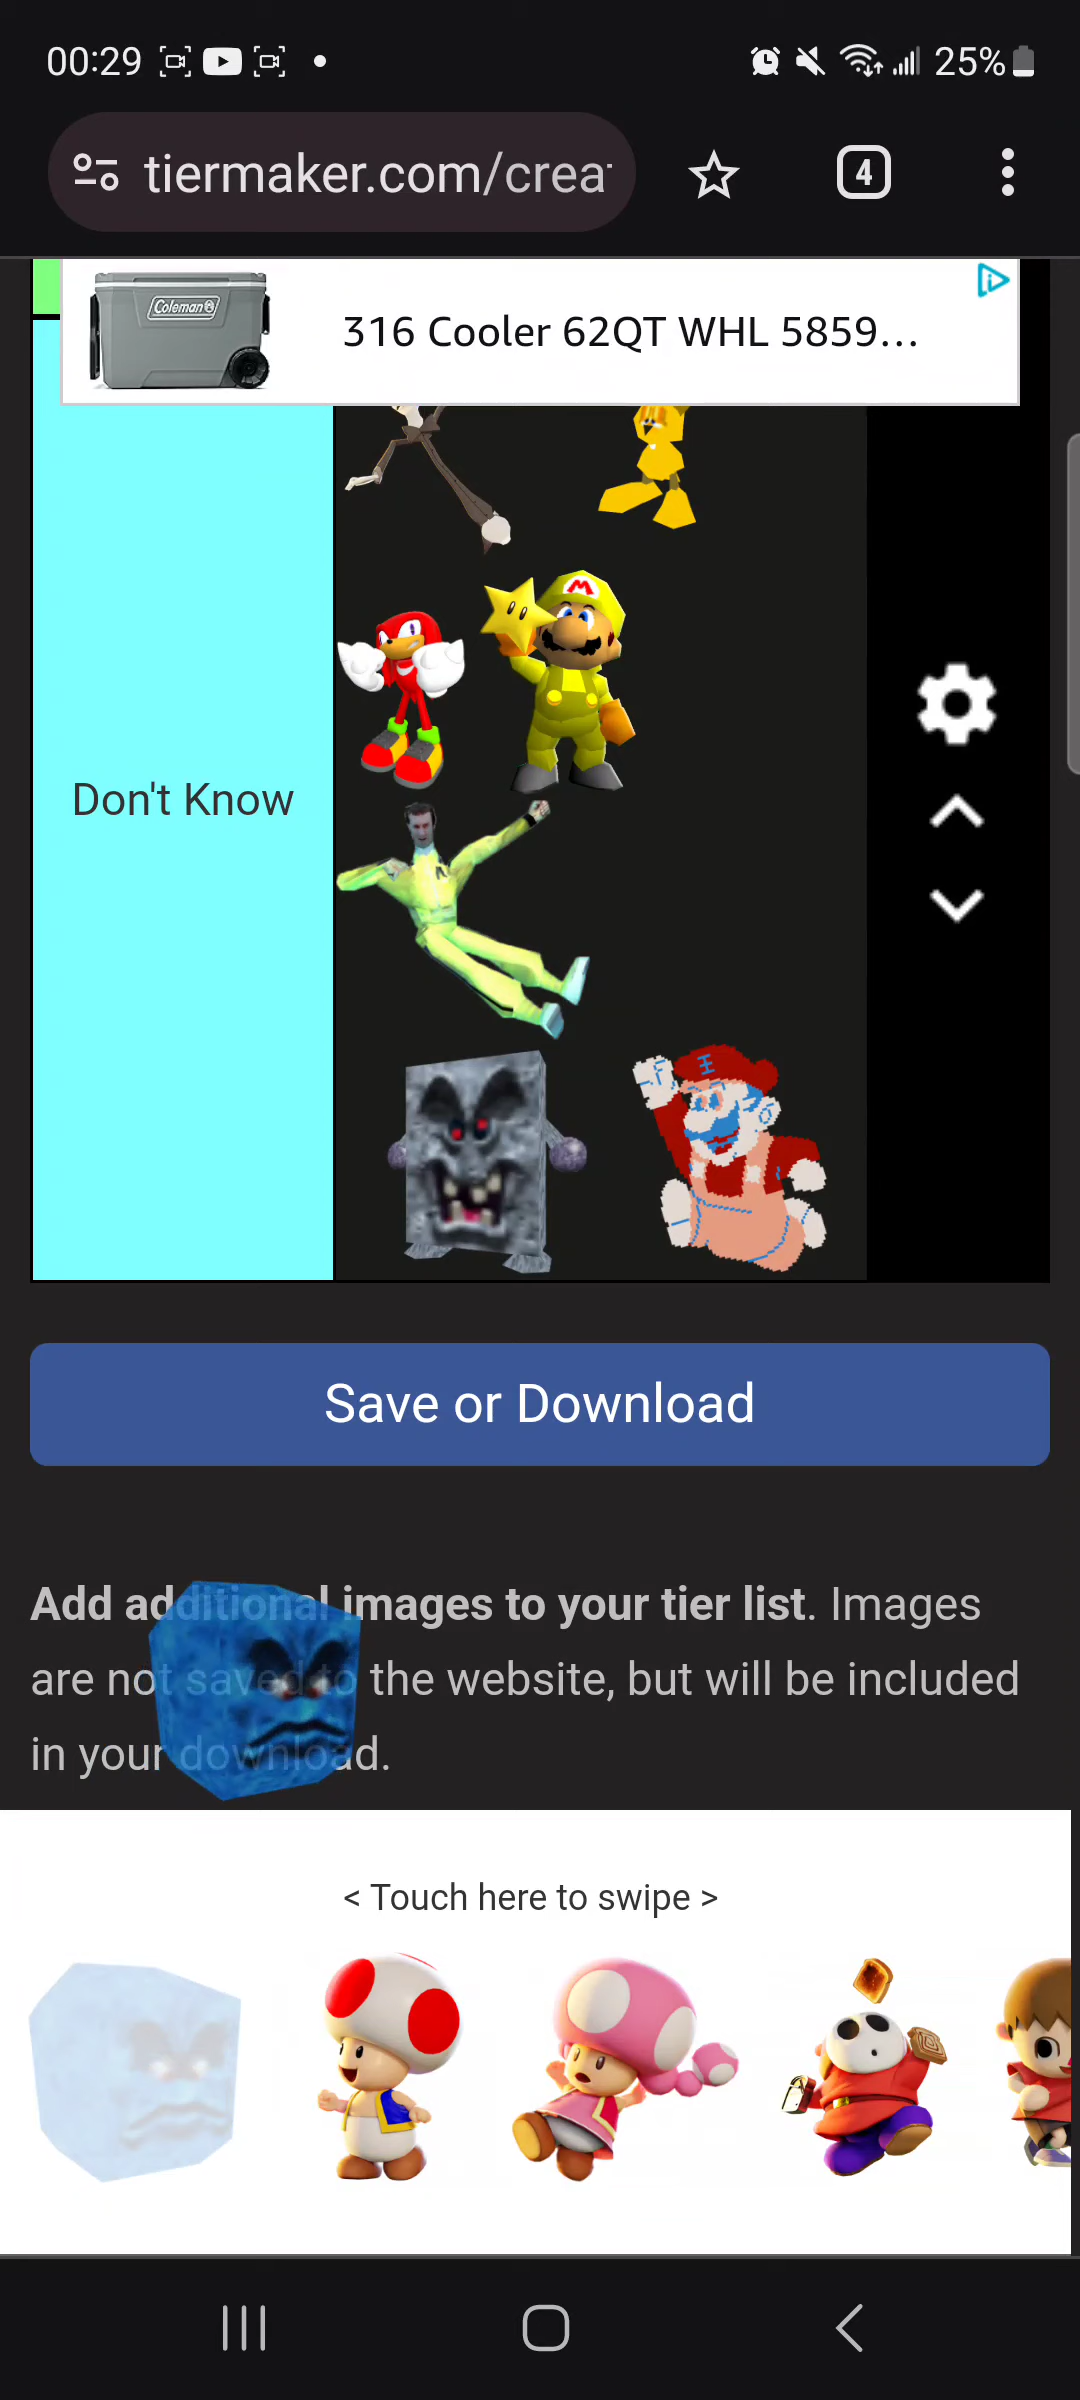 00:29
25%
tiermaker.com/crea
4
Coleman
316 Cooler 62QT WHL 5859...
M
Don't Know
Save or Download
Add additional images to your tier list. Images
are not saved to the website, but will be included
in your download.
< Touch here to swipe >